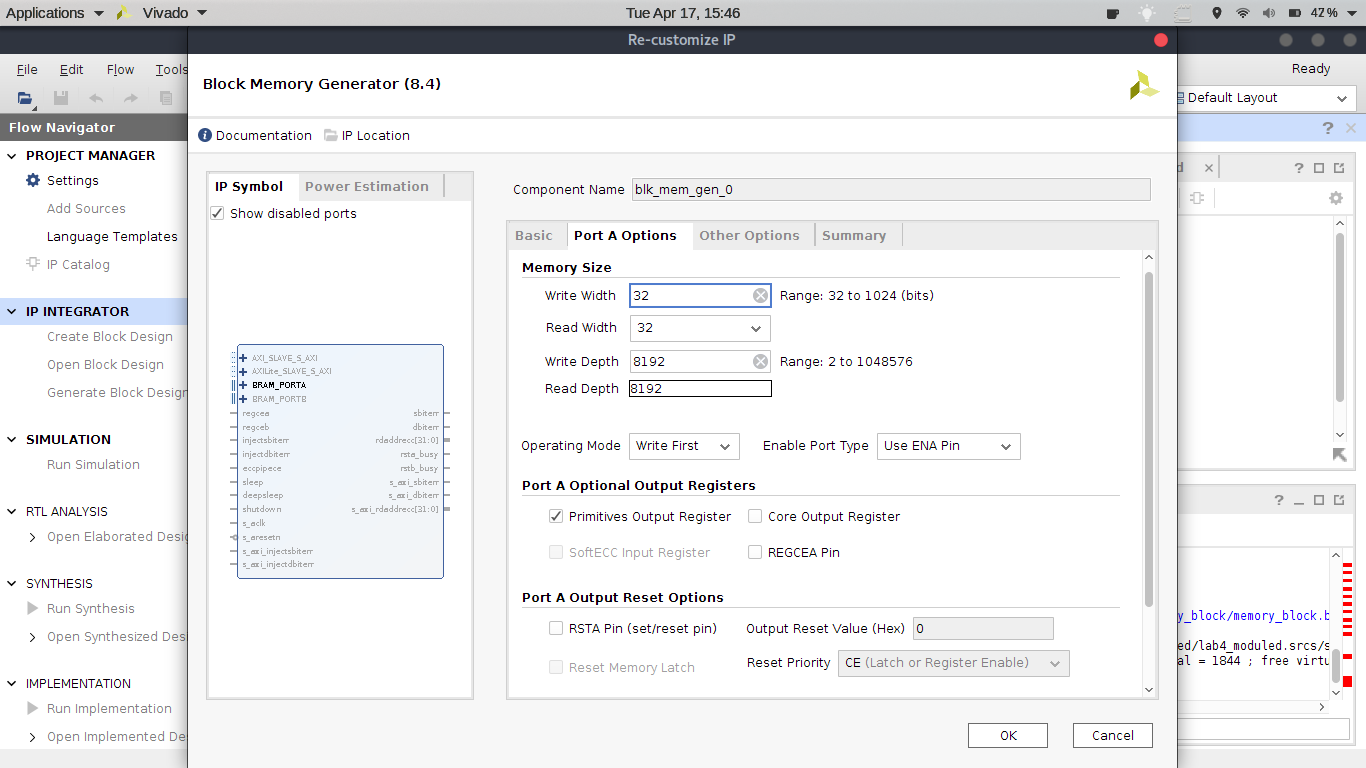 Applications Vivado Tue Apr 17, 15:46 42%
Re-customize IP
File Edit Flow Tools Ready
Default Layout
Flow Navigator
PROJECT MANAGER
Settings
Add Sources
Language Templates
IP Catalog
IP INTEGRATOR
Create Block Design
Open Block Design
Generate Block Design
SIMULATION
Run Simulation
RTL ANALYSIS
Open Elaborated Desi
SYNTHESIS
Run Synthesis
Open Synthesized Des
IMPLEMENTATION
Run Implementation
Open Implemented De
Block Memory Generator (8.4)
Documentation IP Location
IP Symbol Power Estimation
Show disabled ports
AXI_SLAVE_S_AXI
AXILite_SLAVE_S_AXI
BRAM_PORTA
BRAM_PORTB
regcea sbiterr
regceb dbiterr
injectsbiterr rdaddrecc[31:0]
injectdbiterr rsta_busy
eccpipece rstb_busy
sleep s_axi_sbiterr
deepsleep s_axi_dbiterr
shutdown s_axi_rdaddrecc[31:0]
s_aclk
s_aresetn
s_axi_injectsbiterr
s_axi_injectdbiterr
Component Name blk_mem_gen_0
Basic Port A Options Other Options Summary
Memory Size
Write Width 32 Range: 32 to 1024 (bits)
Read Width 32
Write Depth 8192 Range: 2 to 1048576
Read Depth 8192
Operating Mode Write First Enable Port Type Use ENA Pin
Port A Optional Output Registers
Primitives Output Register Core Output Register
SoftECC Input Register REGCEA Pin
Port A Output Reset Options
RSTA Pin (set/reset pin) Output Reset Value (Hex) 0
Reset Memory Latch Reset Priority CE (Latch or Register Enable)
OK Cancel
y_block/memory_block.b
ed/lab4_moduled.srcs/s
al = 1844 ; free virtu